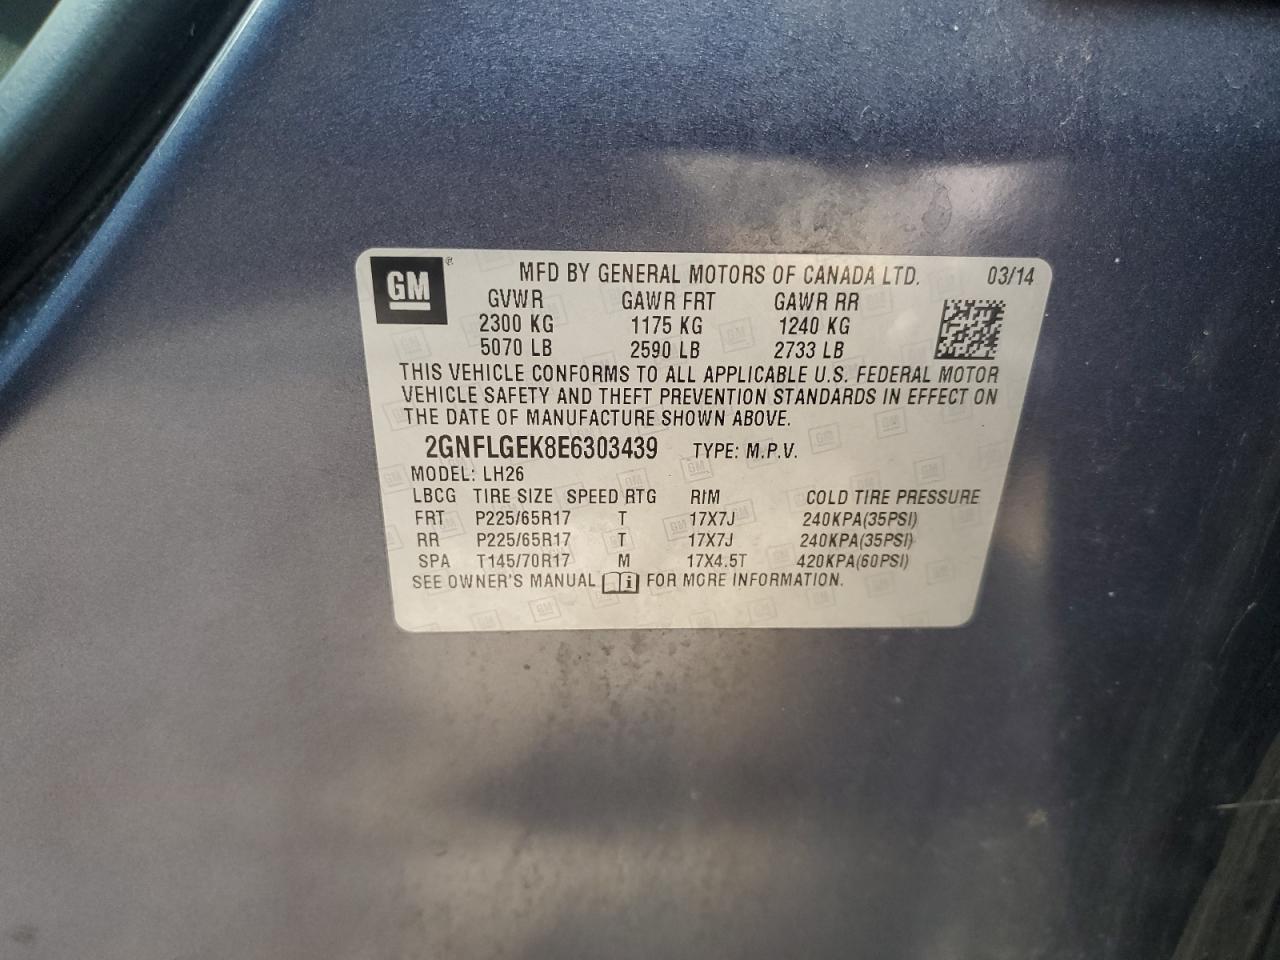 GM ® MFD BY GENERAL MOTORS OF CANADA LTD. 03/14
GVWR GAWR FRT GAWR RR
2300 KG 1175 KG 1240 KG
5070 LB 2590 LB 2733 LB
THIS VEHICLE CONFORMS TO ALL APPLICABLE U.S. FEDERAL MOTOR
VEHICLE SAFETY AND THEFT PREVENTION STANDARDS IN EFFECT ON
THE DATE OF MANUFACTURE SHOWN ABOVE.
2GNFLGEK8E6303439 TYPE: M.P.V.
MODEL: LH26
LBCG TIRE SIZE SPEED RTG RIM COLD TIRE PRESSURE
FRT P225/65R17 T 17X7J 240KPA(35PSI)
RR P225/65R17 T 17X7J 240KPA(35PSI)
SPA T145/70R17 M 17X4.5T 420KPA(60PSI)
SEE OWNER'S MANUAL i FOR MORE INFORMATION.